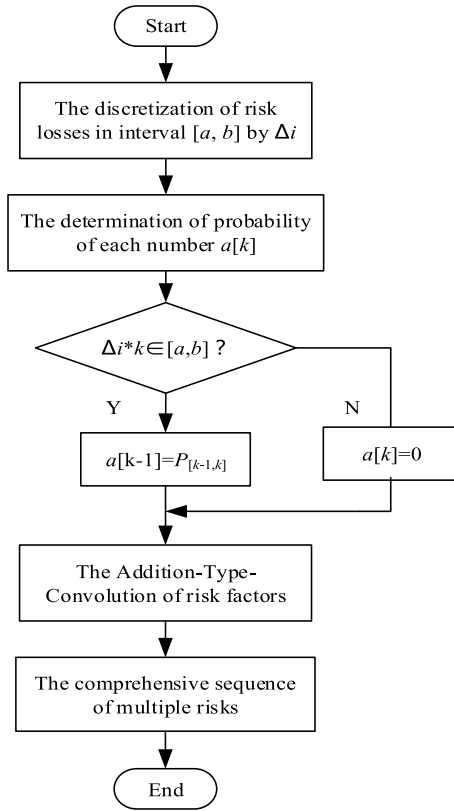 Start
The discretization of risk
losses in interval [a, b] by Δi
The determination of probability
of each number a[k]
Δi*k∈[a,b] ?
Y
N
a[k-1]=P[k-1,k]
a[k]=0
The Addition-Type-
Convolution of risk factors
The comprehensive sequence
of multiple risks
End